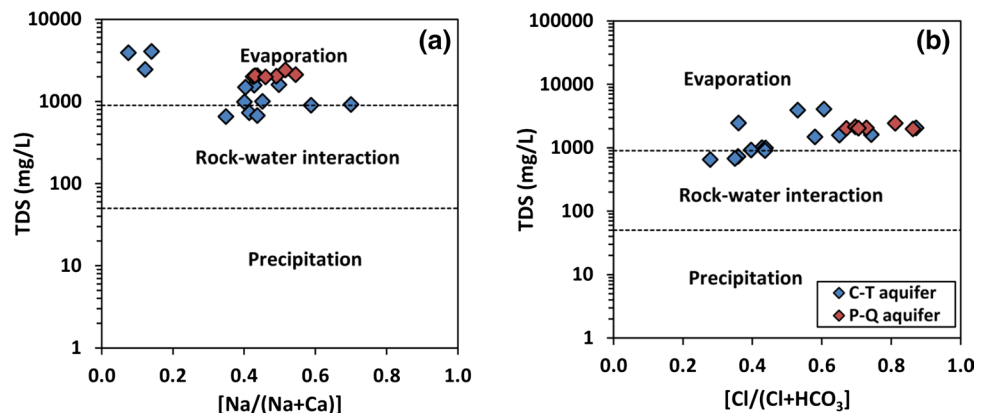 10000
1000
100
10
1
TDS (mg/L)
(a)
Evaporation
Rock-water interaction
Precipitation
0.0 0.2 0.4 0.6 0.8 1.0
[Na/(Na+Ca)]
100000
10000
1000
100
10
1
TDS (mg/L)
(b)
Evaporation
Rock-water interaction
Precipitation
C-T aquifer
P-Q aquifer
0.0 0.2 0.4 0.6 0.8 1.0
[Cl/(Cl+HCO₃]